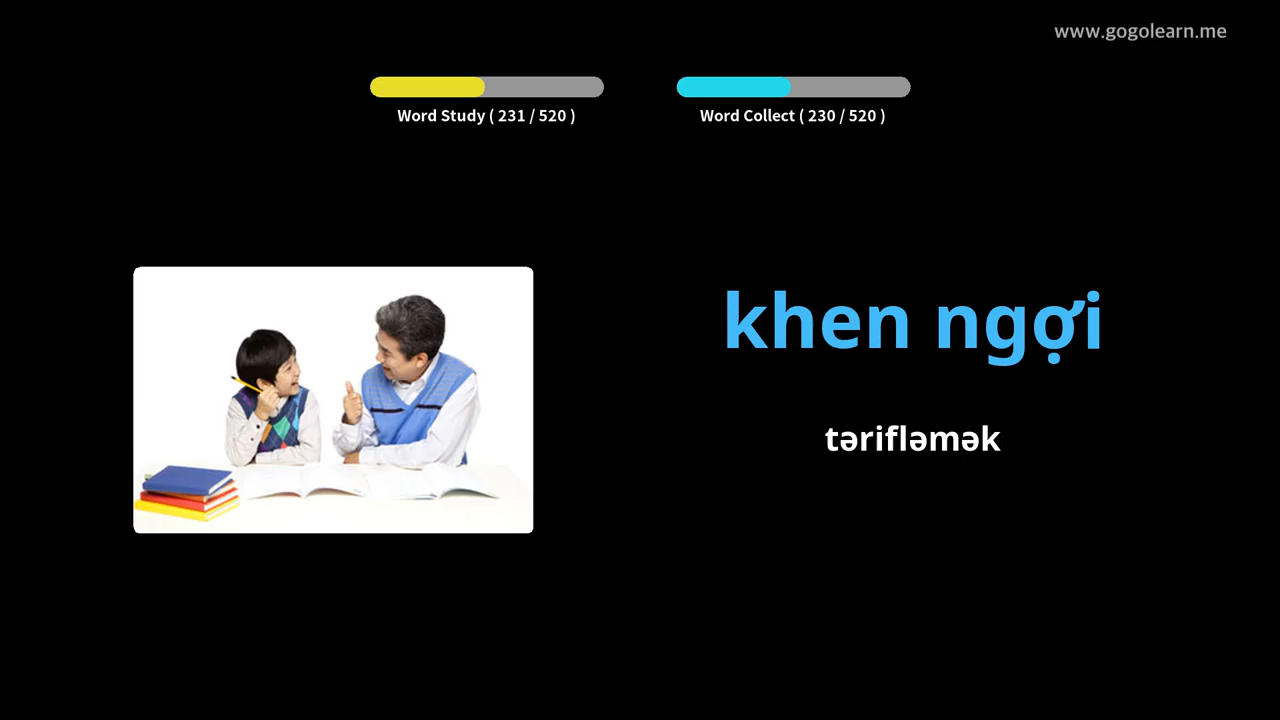 www.gogolearn.me
Word Study ( 231 / 520 )
Word Collect ( 230 / 520 )
khen ngợi
tərifləmək